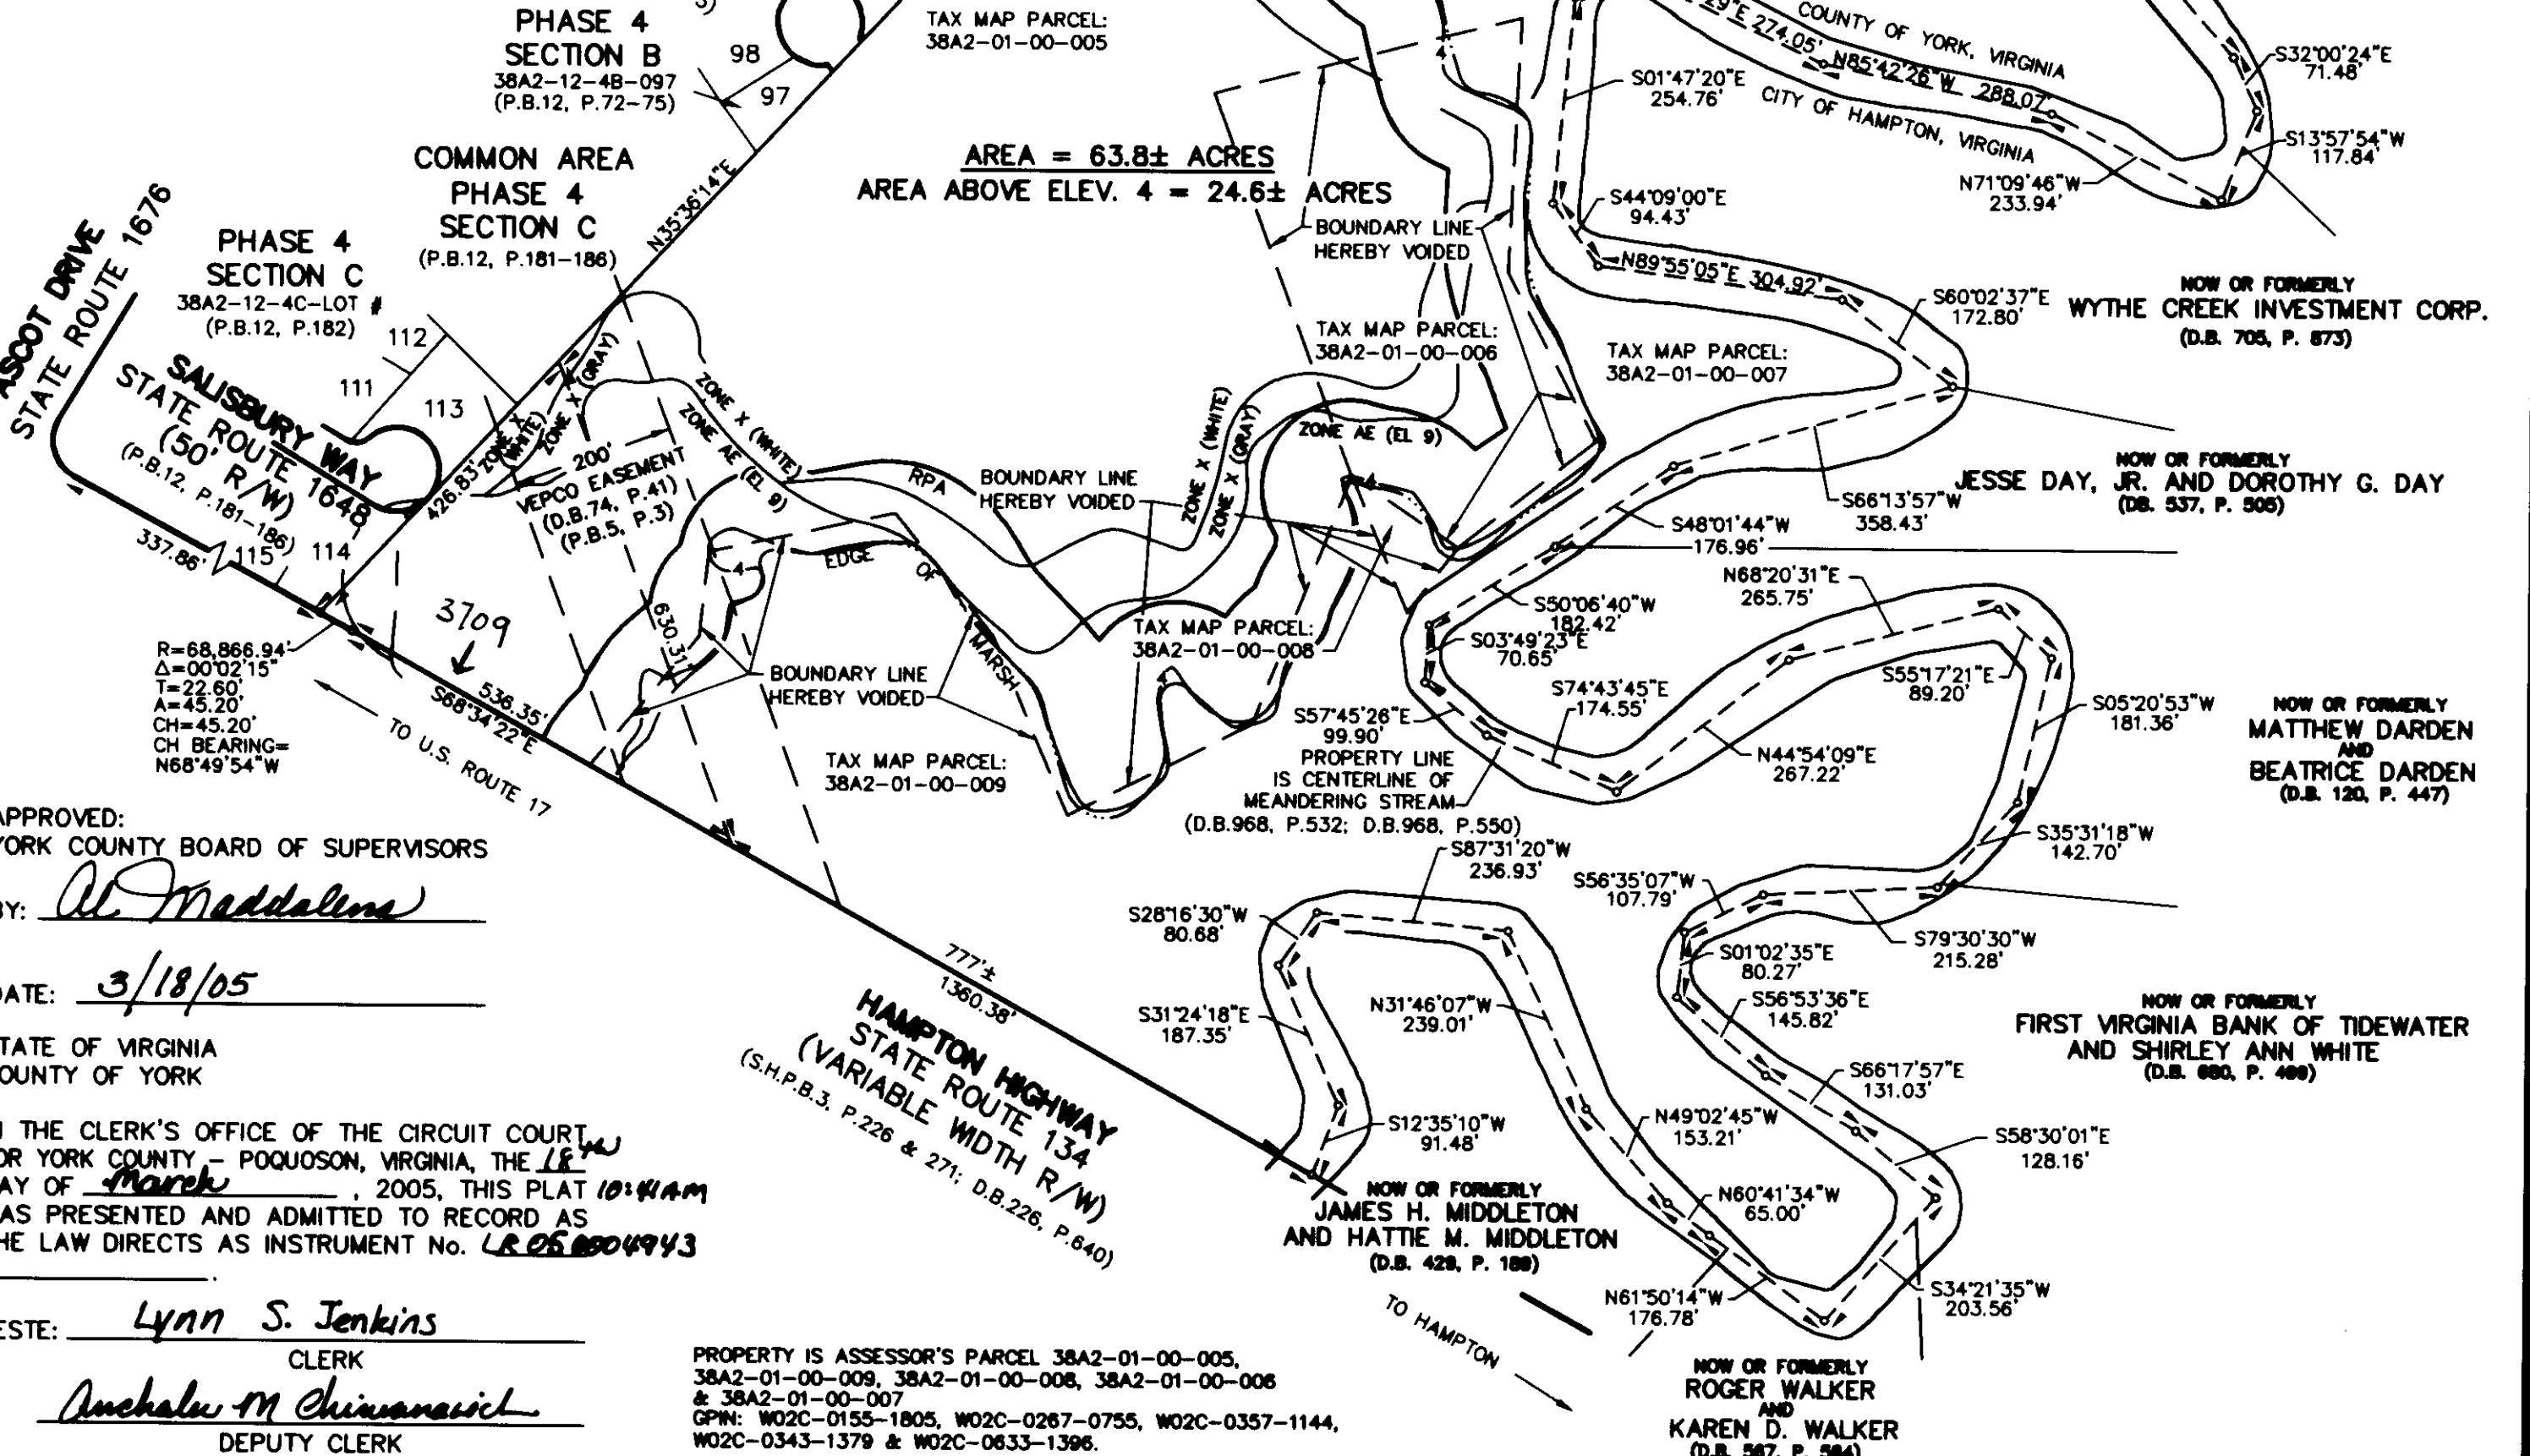 PHASE 4
SECTION B
38A2-12-4B-097
(P.B.12, P.72-75)
98
97
TAX MAP PARCEL:
38A2-01-00-005
COMMON AREA
PHASE 4
SECTION C
(P.B.12, P.181-186)
N35°36'14"E
AREA = 63.8± ACRES
AREA ABOVE ELEV. 4 = 24.6± ACRES
4
BOUNDARY LINE
HEREBY VOIDED
S01°47'20"E
254.76'
29"E 274.05'
N85°42'26"W 288.07'
COUNTY OF YORK, VIRGINIA
CITY OF HAMPTON, VIRGINIA
S32°00'24"E
71.48'
S13°57'54"W
117.84'
N71°09'46"W
233.94'
S44°09'00"E
94.43'
N89°55'05"E 304.92'
S60°02'37"E
172.80'
NOW OR FORMERLY
WYTHE CREEK INVESTMENT CORP.
(D.B. 705, P. 873)
ASCOT DRIVE
STATE ROUTE 1676
PHASE 4
SECTION C
38A2-12-4C-LOT #
(P.B.12, P.182)
112
111
113
SALISBURY WAY
STATE ROUTE 1648
(50' R/W)
(P.B.12, P.181-186)
337.86'
115
114
426.83'
ZONE X
(WHITE)
ZONE X (GRAY)
200'
VEPCO EASEMENT
(D.B.74, P.41)
(P.B.5, P.3)
ZONE X (WHITE)
ZONE AE (EL 9)
RPA
BOUNDARY LINE
HEREBY VOIDED
ZONE X (WHITE)
ZONE X (GRAY)
ZONE AE (EL 9)
TAX MAP PARCEL:
38A2-01-00-006
TAX MAP PARCEL:
38A2-01-00-007
4
S66°13'57"W
358.43'
S48°01'44"W
176.96'
NOW OR FORMERLY
JESSE DAY, JR. AND DOROTHY G. DAY
(DB. 537, P. 505)
4
EDGE OF MARSH
630.31'
3709
R=68,866.94'
Δ=00°02'15"
T=22.60'
A=45.20'
CH=45.20'
CH BEARING=
N68°49'54"W
536.35'
S68°34'22"E
TO U.S. ROUTE 17
BOUNDARY LINE
HEREBY VOIDED
TAX MAP PARCEL:
38A2-01-00-008
4
TAX MAP PARCEL:
38A2-01-00-009
S50°06'40"W
182.42'
S03°49'23"E
70.65'
N68°20'31"E
265.75'
S74°43'45"E
174.55'
S57°45'26"E
99.90'
PROPERTY LINE
IS CENTERLINE OF
MEANDERING STREAM
(D.B.968, P.532; D.B.968, P.550)
S55°17'21"E
89.20'
S05°20'53"W
181.36'
N44°54'09"E
267.22'
NOW OR FORMERLY
MATTHEW DARDEN
AND
BEATRICE DARDEN
(D.B. 120, P. 447)
S35°31'18"W
142.70'
S87°31'20"W
236.93'
S56°35'07"W
107.79'
S79°30'30"W
215.28'
S28°16'30"W
80.68'
S01°02'35"E
80.27'
S56°53'36"E
145.82'
S31°24'18"E
187.35'
N31°46'07"W
239.01'
NOW OR FORMERLY
FIRST VIRGINIA BANK OF TIDEWATER
AND SHIRLEY ANN WHITE
S66°17'57"E
131.03'
S12°35'10"W
91.48'
N49°02'45"W
153.21'
S58°30'01"E
128.16'
N60°41'34"W
65.00'
N61°50'14"W
176.78'
S34°21'35"W
203.56'
777'±
1360.38'
HAMPTON HIGHWAY
STATE ROUTE 134
(VARIABLE WIDTH R/W)
(S.H.P.B.3, P.226 & 271; D.B.226, P.640)
NOW OR FORMERLY
JAMES H. MIDDLETON
AND HATTIE M. MIDDLETON
(D.B. 429, P. 189)
TO HAMPTON
NOW OR FORMERLY
ROGER WALKER
AND
KAREN D. WALKER
(D.B. 567, P. 564)
APPROVED:
YORK COUNTY BOARD OF SUPERVISORS
BY: Al Maddalena
DATE: 3/18/05
STATE OF VIRGINIA
COUNTY OF YORK
THE CLERK'S OFFICE OF THE CIRCUIT COURT
OR YORK COUNTY - POQUOSON, VIRGINIA, THE 18th
AY OF March, 2005, THIS PLAT 10:41AM
AS PRESENTED AND ADMITTED TO RECORD AS
HE LAW DIRECTS AS INSTRUMENT No. LR050004943
ESTE: Lynn S. Jenkins
CLERK
DEPUTY CLERK
PROPERTY IS ASSESSOR'S PARCEL 38A2-01-00-005,
38A2-01-00-009, 38A2-01-00-008, 38A2-01-00-006
& 38A2-01-00-007
GPIN: W02C-0155-1805, W02C-0267-0755, W02C-0357-1144,
W02C-0343-1379 & W02C-0633-1396.